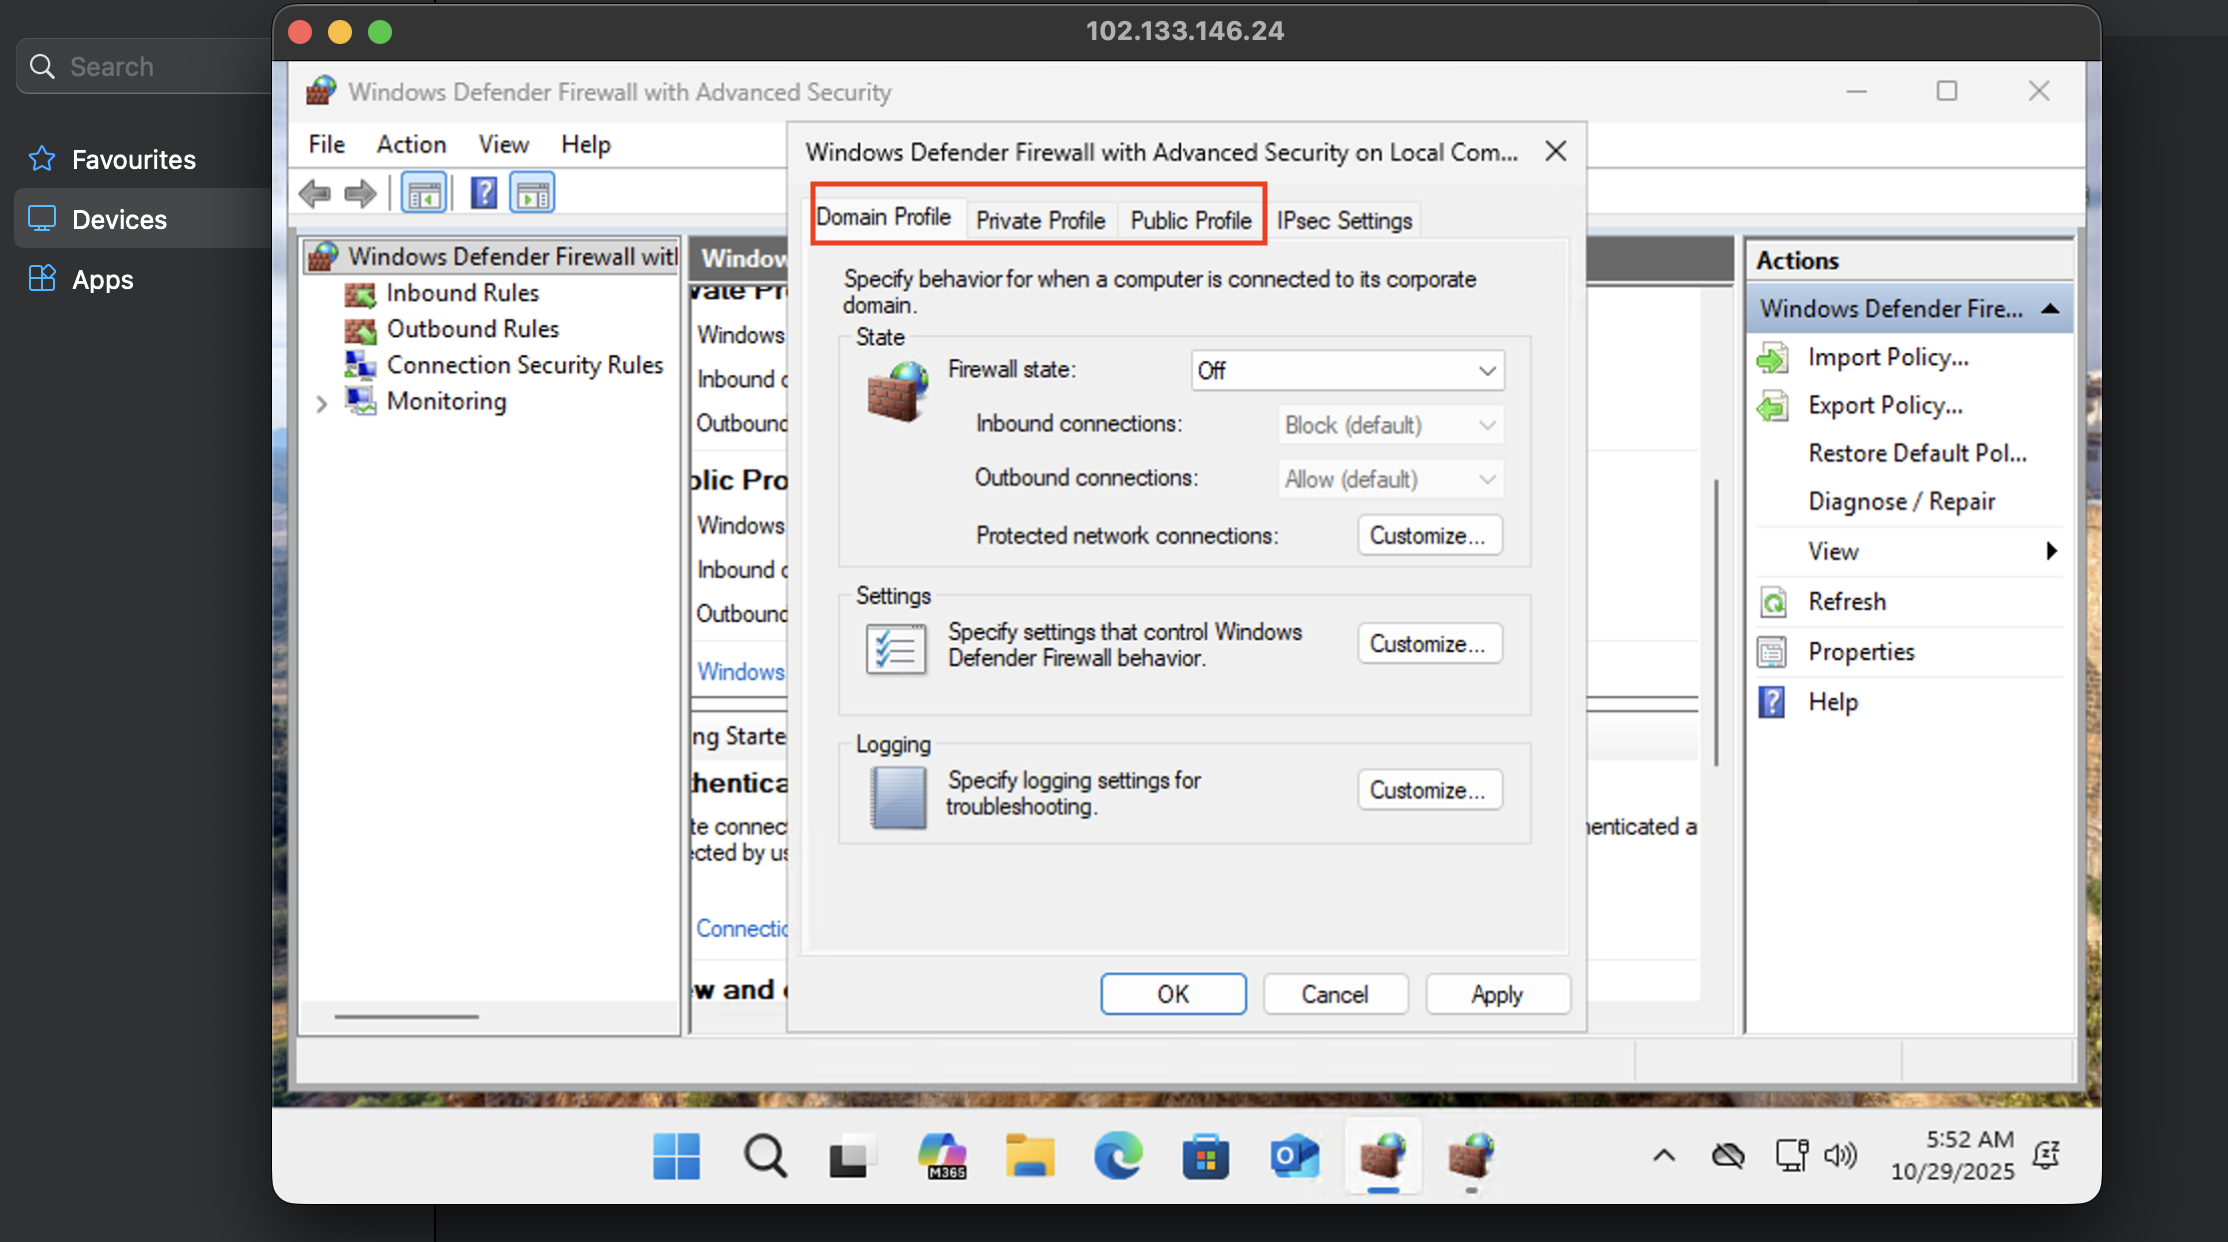 102.133.146.24
Search
Favourites
Devices
Apps
Windows Defender Firewall with Advanced Security
File Action View Help
Windows Defender Firewall wit
Inbound Rules
Outbound Rules
Connection Security Rules
Monitoring
Window
vate Pr
Windows
Inbound c
Outbound
blic Pro
Windows
Inbound c
Outbound
Windows
ng Starte
thentica
te connec
ected by us
Connectio
ew and
enticated a
Windows Defender Firewall with Advanced Security on Local Com...
Domain Profile Private Profile Public Profile IPsec Settings
Specify behavior for when a computer is connected to its corporate
domain.
State
Firewall state: Off
Inbound connections: Block (default)
Outbound connections: Allow (default)
Protected network connections: Customize...
Settings
Specify settings that control Windows
Defender Firewall behavior.
Customize...
Logging
Specify logging settings for
troubleshooting.
Customize...
OK Cancel Apply
Actions
Windows Defender Fire...
Import Policy...
Export Policy...
Restore Default Pol...
Diagnose / Repair
View
Refresh
Properties
Help
M365
5:52 AM
10/29/2025